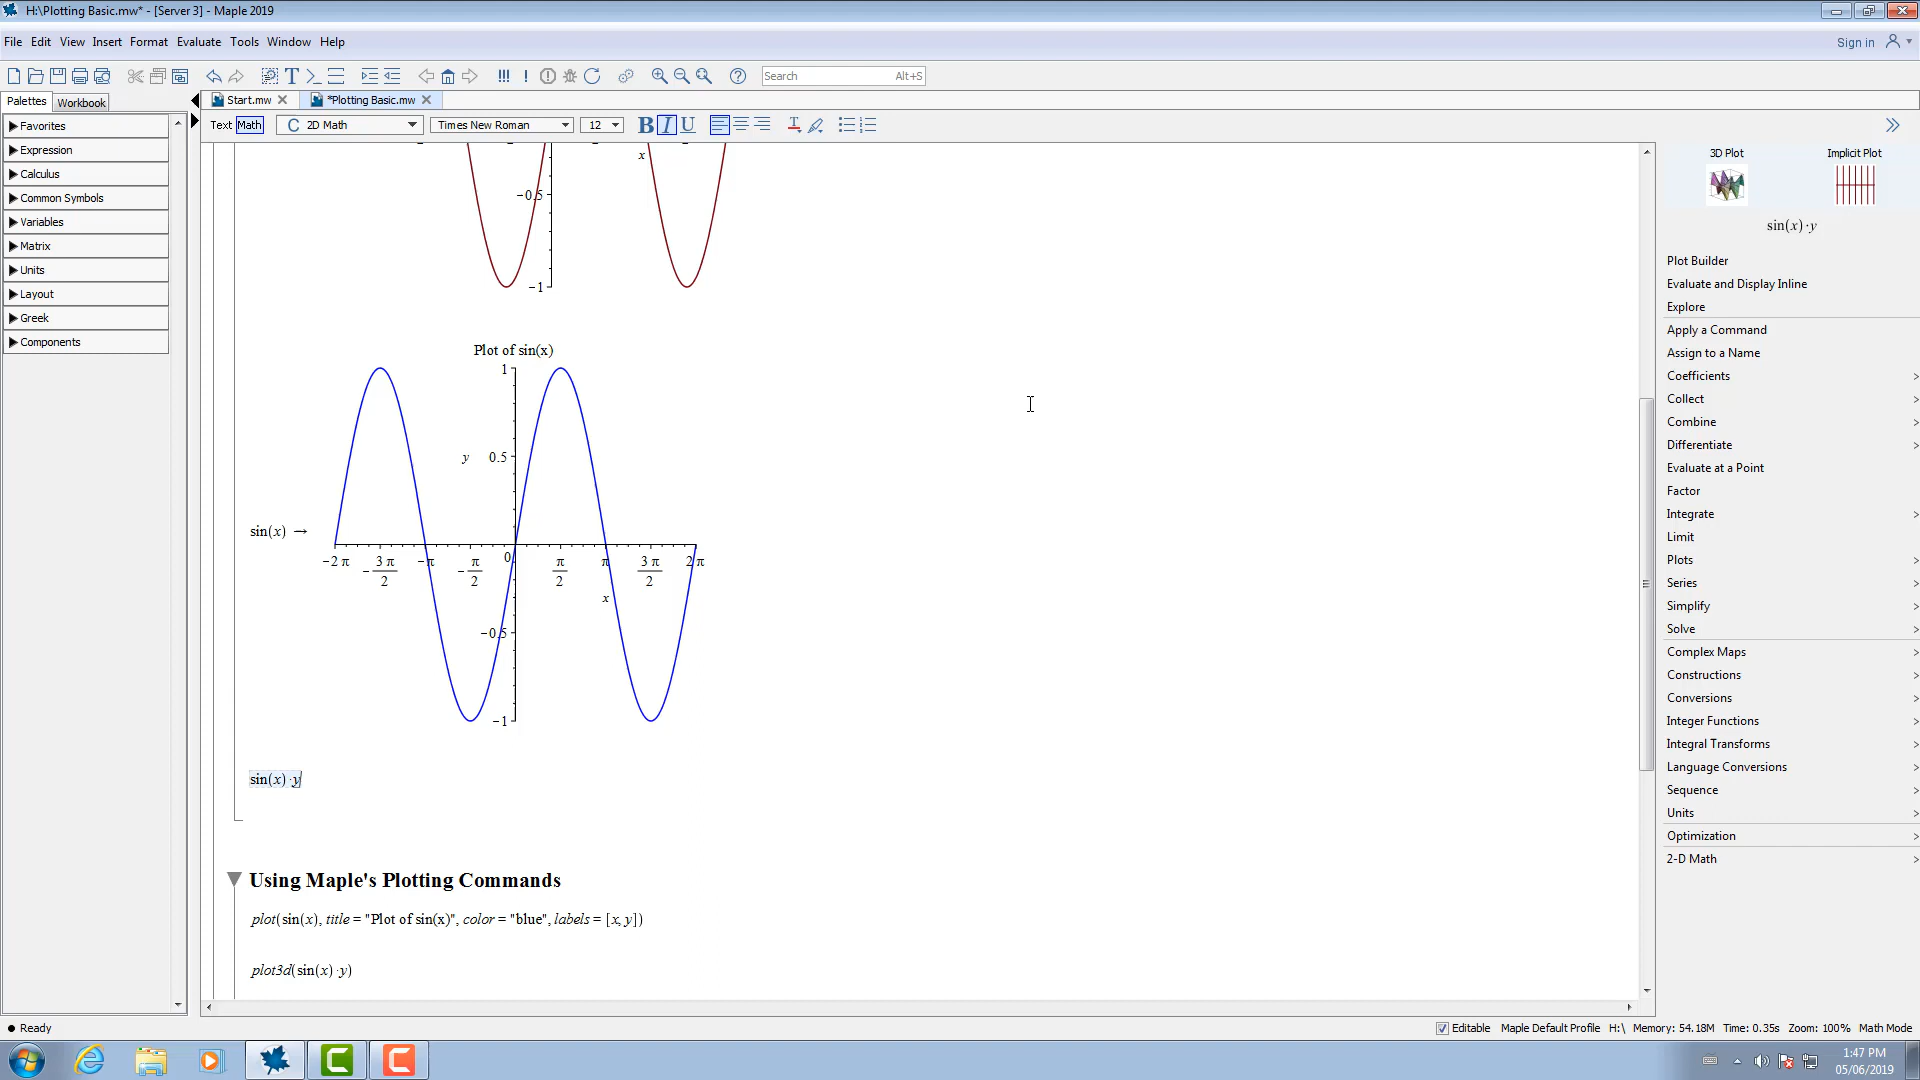 H:\Plotting Basic.mw* - [Server 3] - Maple 2019
File Edit View Insert Format Evaluate Tools Window Help
Sign in
Search Alt+S
Palettes Workbook
Start.mw *Plotting Basic.mw
Text Math C 2D Math Times New Roman 12 B I U
Favorites
Expression
Calculus
Common Symbols
Variables
Matrix
Units
Layout
Greek
Components
x
−0.5
−1
Plot of sin(x)
1
y 0.5
sin(x) →
0
−2 π −3 π/2 −π −π/2 π/2 π 3 π/2 2 π
x
−0.5
−1
sin(x)·y
Using Maple's Plotting Commands
plot(sin(x), title = "Plot of sin(x)", color = "blue", labels = [x, y])
plot3d(sin(x)·y)
3D Plot Implicit Plot
sin(x)·y
Plot Builder
Evaluate and Display Inline
Explore
Apply a Command
Assign to a Name
Coefficients
Collect
Combine
Differentiate
Evaluate at a Point
Factor
Integrate
Limit
Plots
Series
Simplify
Solve
Complex Maps
Constructions
Conversions
Integer Functions
Integral Transforms
Language Conversions
Sequence
Units
Optimization
2-D Math
Ready
Editable Maple Default Profile H:\ Memory: 54.18M Time: 0.35s Zoom: 100% Math Mode
1:47 PM
05/06/2019